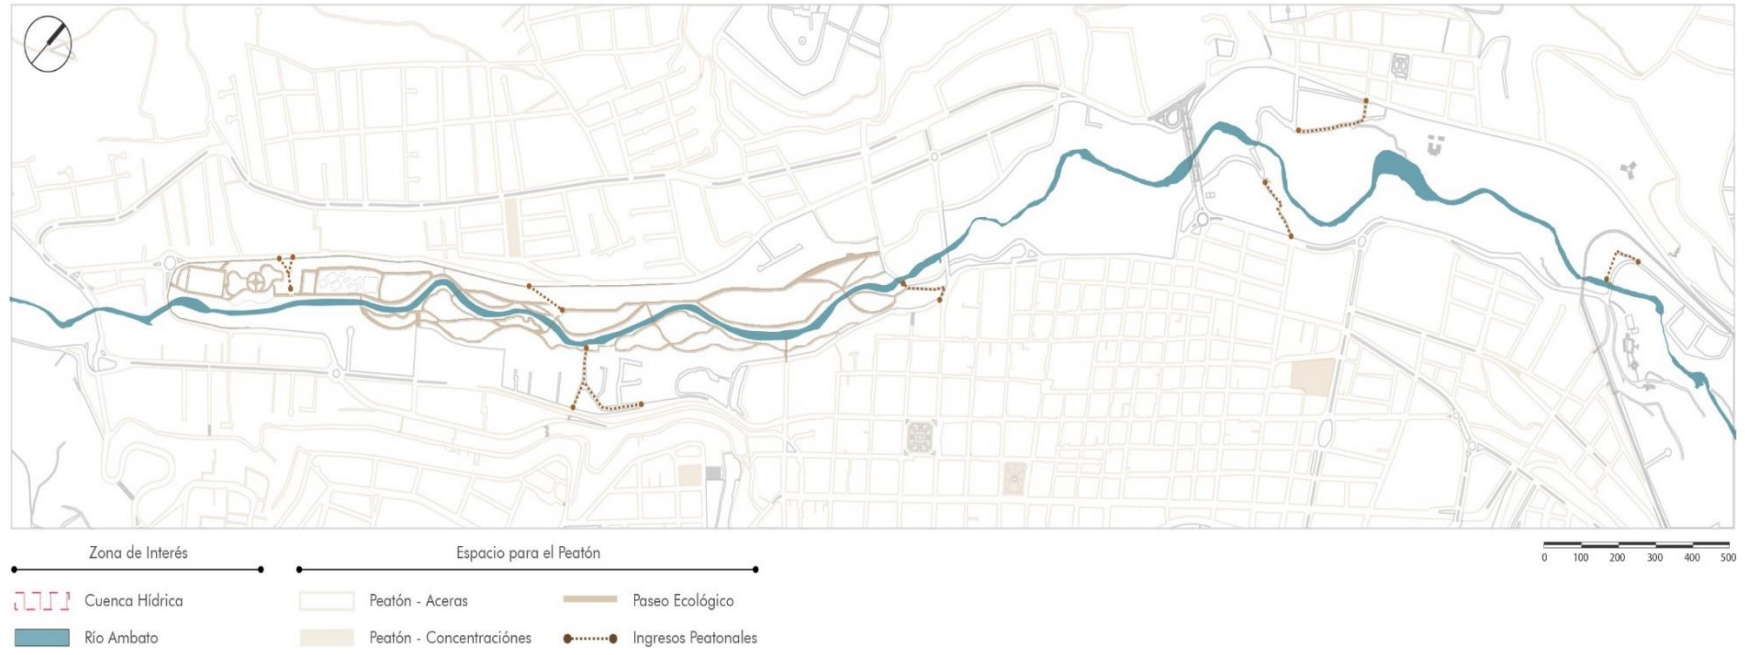 0 100 200 300 400 500
Zona de Interés
Espacio para el Peatón
Cuenca Hídrica
Peatón - Aceras
Paseo Ecológico
Río Ambato
Peatón - Concentraciónes
Ingresos Peatonales